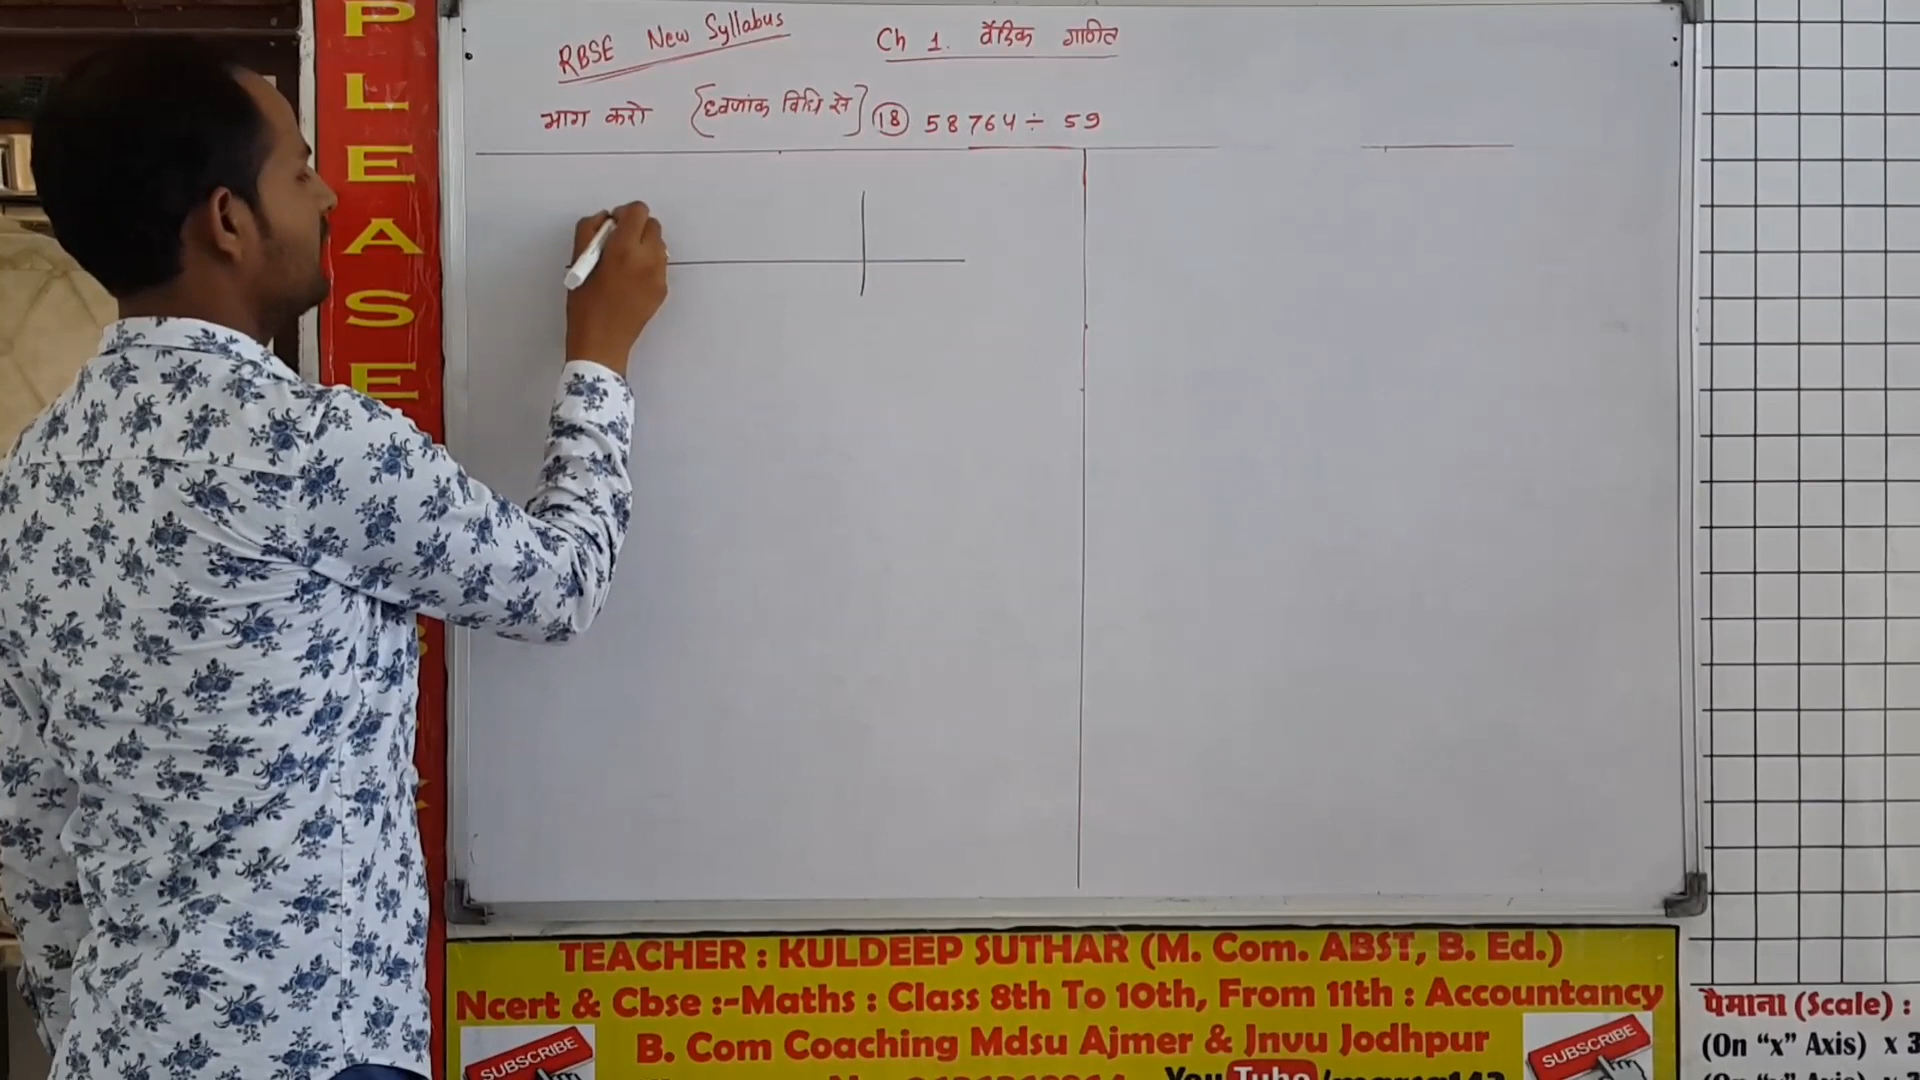 PLEASE
RBSE New Syllabus
Ch 1. वैदिक गणित
भाग करो {ध्वजांक विधि से} (18) 58764 ÷ 59
TEACHER : KULDEEP SUTHAR (M. Com. ABST, B. Ed.)
Ncert & Cbse :-Maths : Class 8th To 10th, From 11th : Accountancy
B. Com Coaching Mdsu Ajmer & Jnvu Jodhpur
SUBSCRIBE
SUBSCRIBE
You Tube
पैमाना (Scale) :
(On “x” Axis) x 3